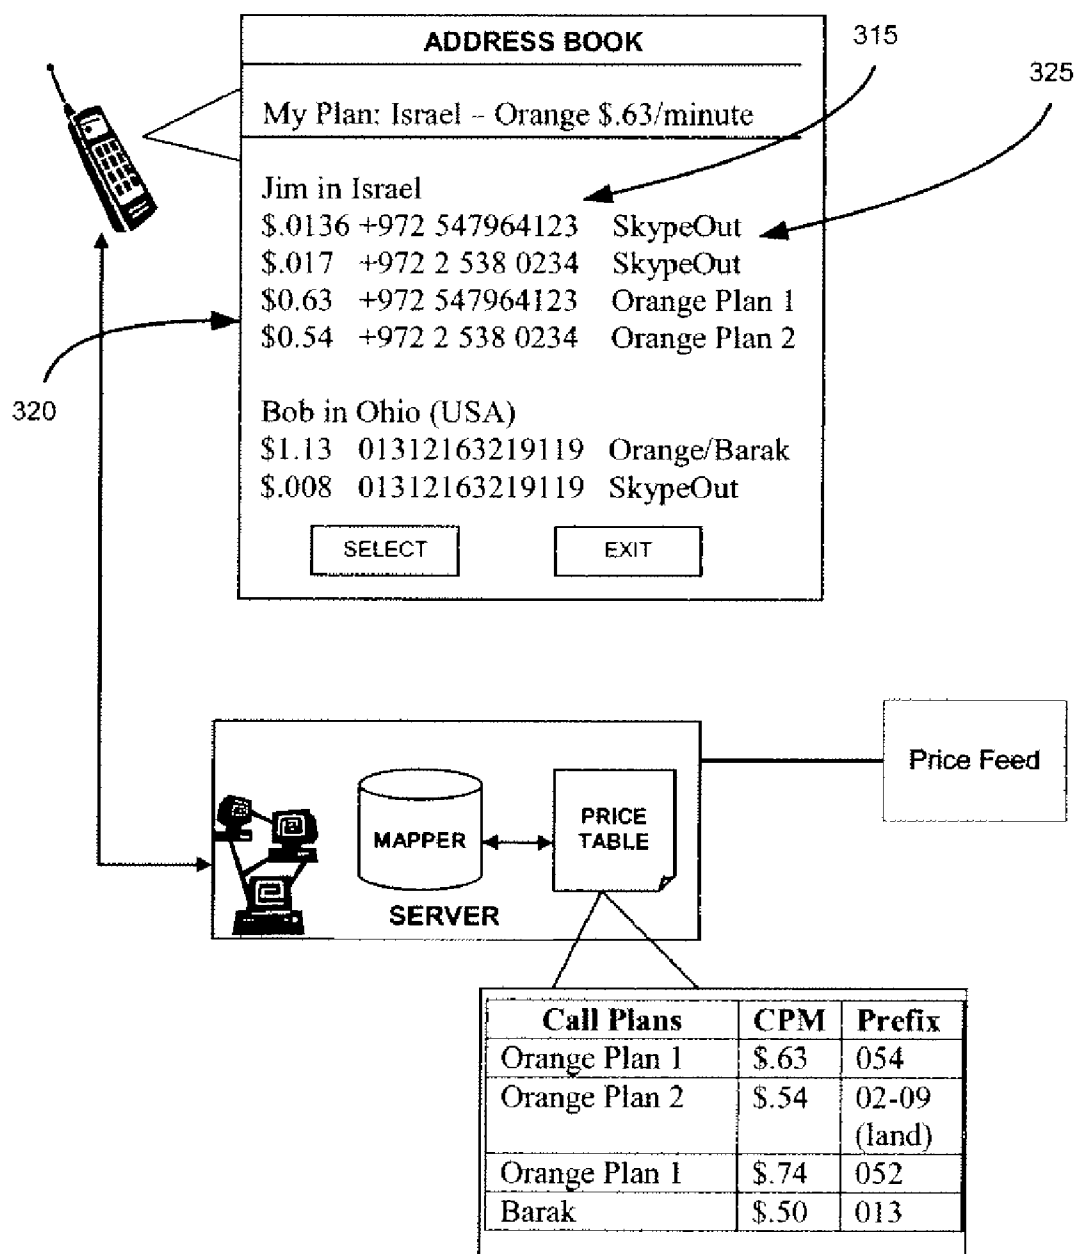 ADDRESS BOOK
315
325
My Plan: Israel – Orange $.63/minute
Jim in Israel
$.0136 +972 547964123 SkypeOut
$.017 +972 2 538 0234 SkypeOut
$0.63 +972 547964123 Orange Plan 1
$0.54 +972 2 538 0234 Orange Plan 2
320
Bob in Ohio (USA)
$1.13 01312163219119 Orange/Barak
$.008 01312163219119 SkypeOut
SELECT EXIT
Price Feed
MAPPER
PRICE
TABLE
SERVER
Call Plans CPM Prefix
Orange Plan 1 $.63 054
Orange Plan 2 $.54 02-09
(land)
Orange Plan 1 $.74 052
Barak $.50 013